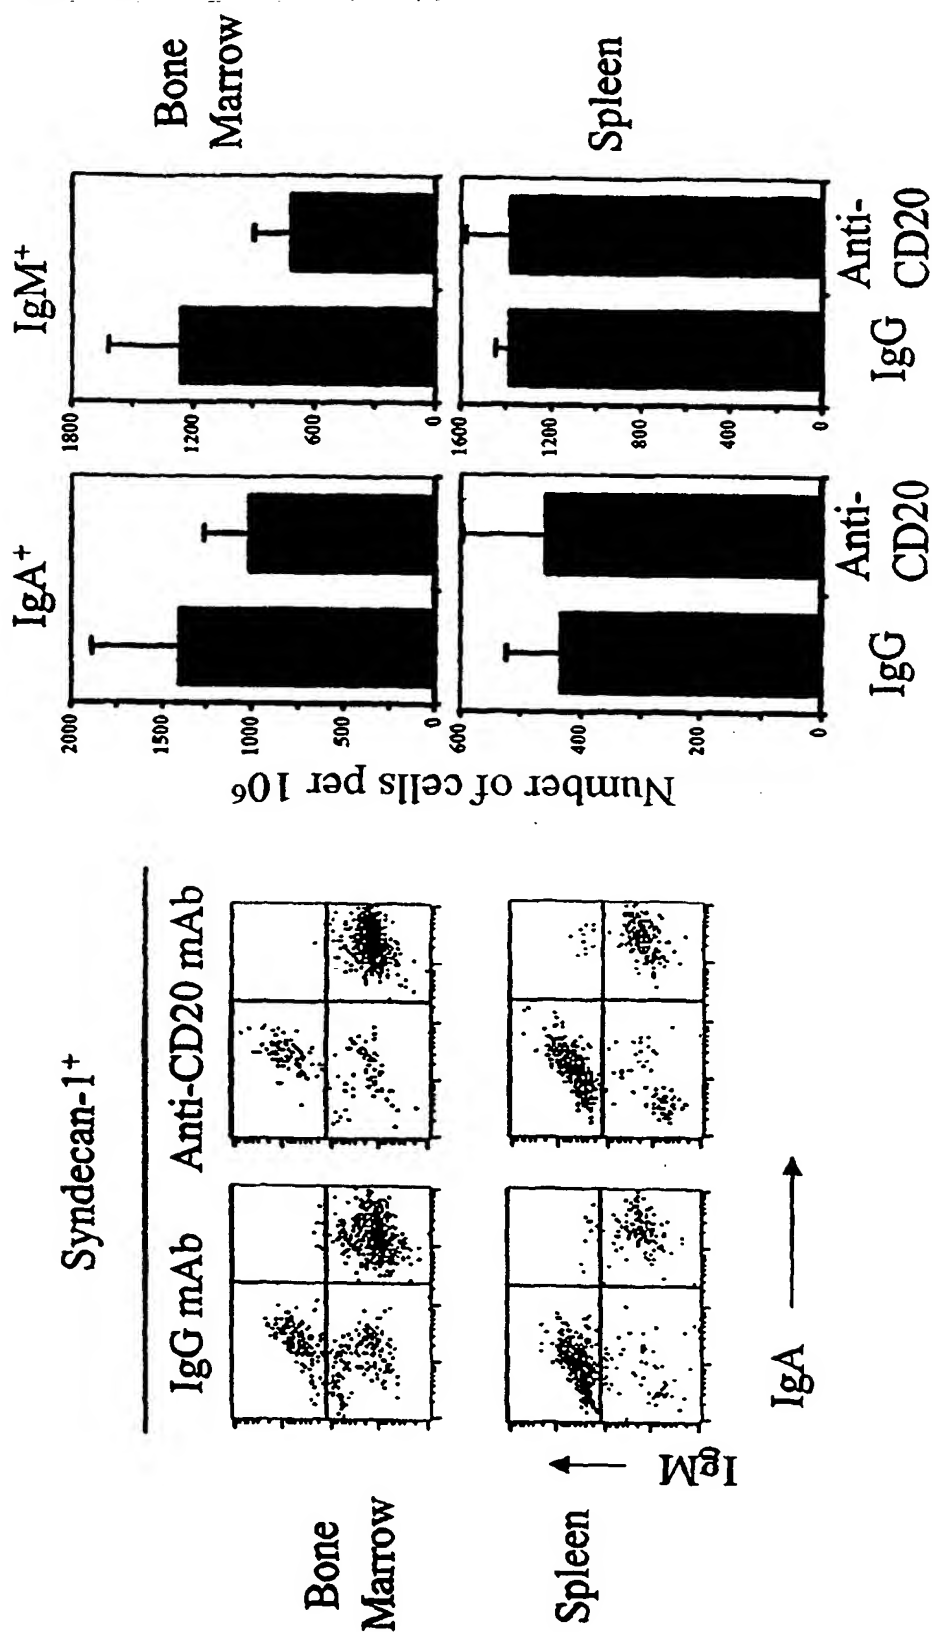 Syndecan-1⁺
IgG mAb Anti-CD20 mAb
Bone
Marrow
Spleen
IgM
IgA
IgA⁺ IgM⁺
Number of cells per 10⁶
2000
1500
1000
500
0
1800
1200
600
0
Bone
Marrow
600
400
200
0
1600
1200
800
400
0
Spleen
IgG Anti-
CD20
IgG Anti-
CD20